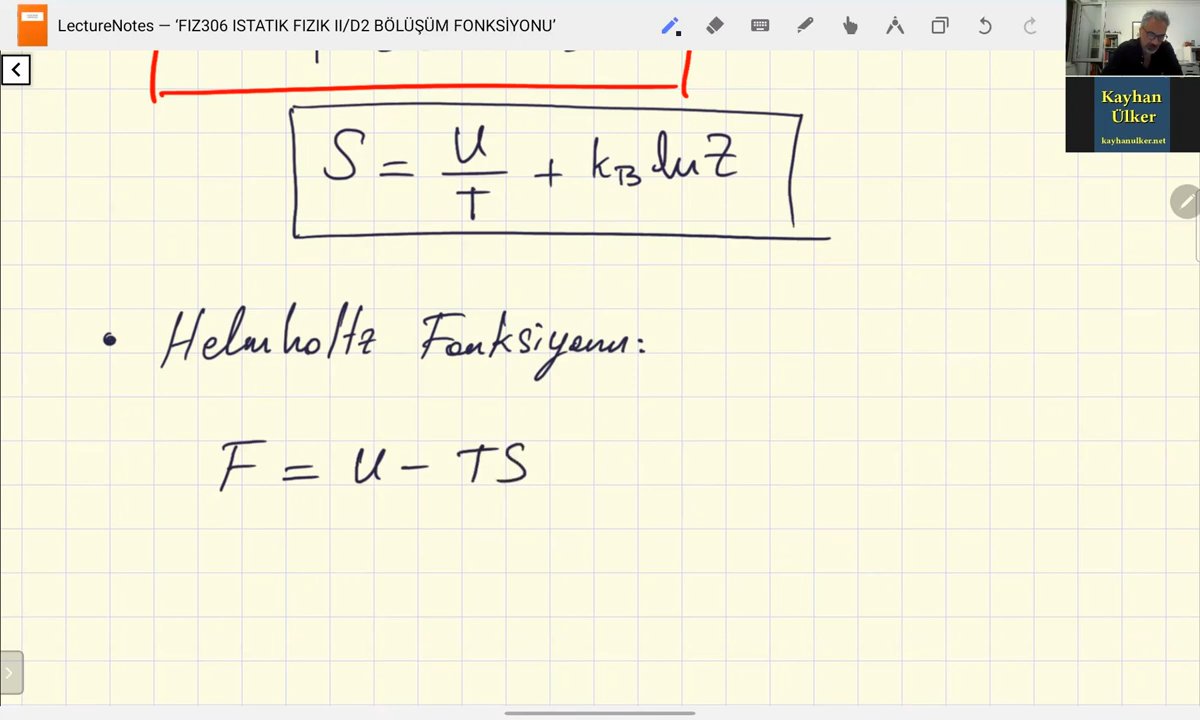 LectureNotes — ‘FIZ306 ISTATIK FIZIK II/D2 BÖLÜŞÜM FONKSİYONU’
Kayhan
Ülker
kayhanulker.net
S = U/T + k_B ln Z
• Helmholtz Fonksiyonu:
F = U - TS